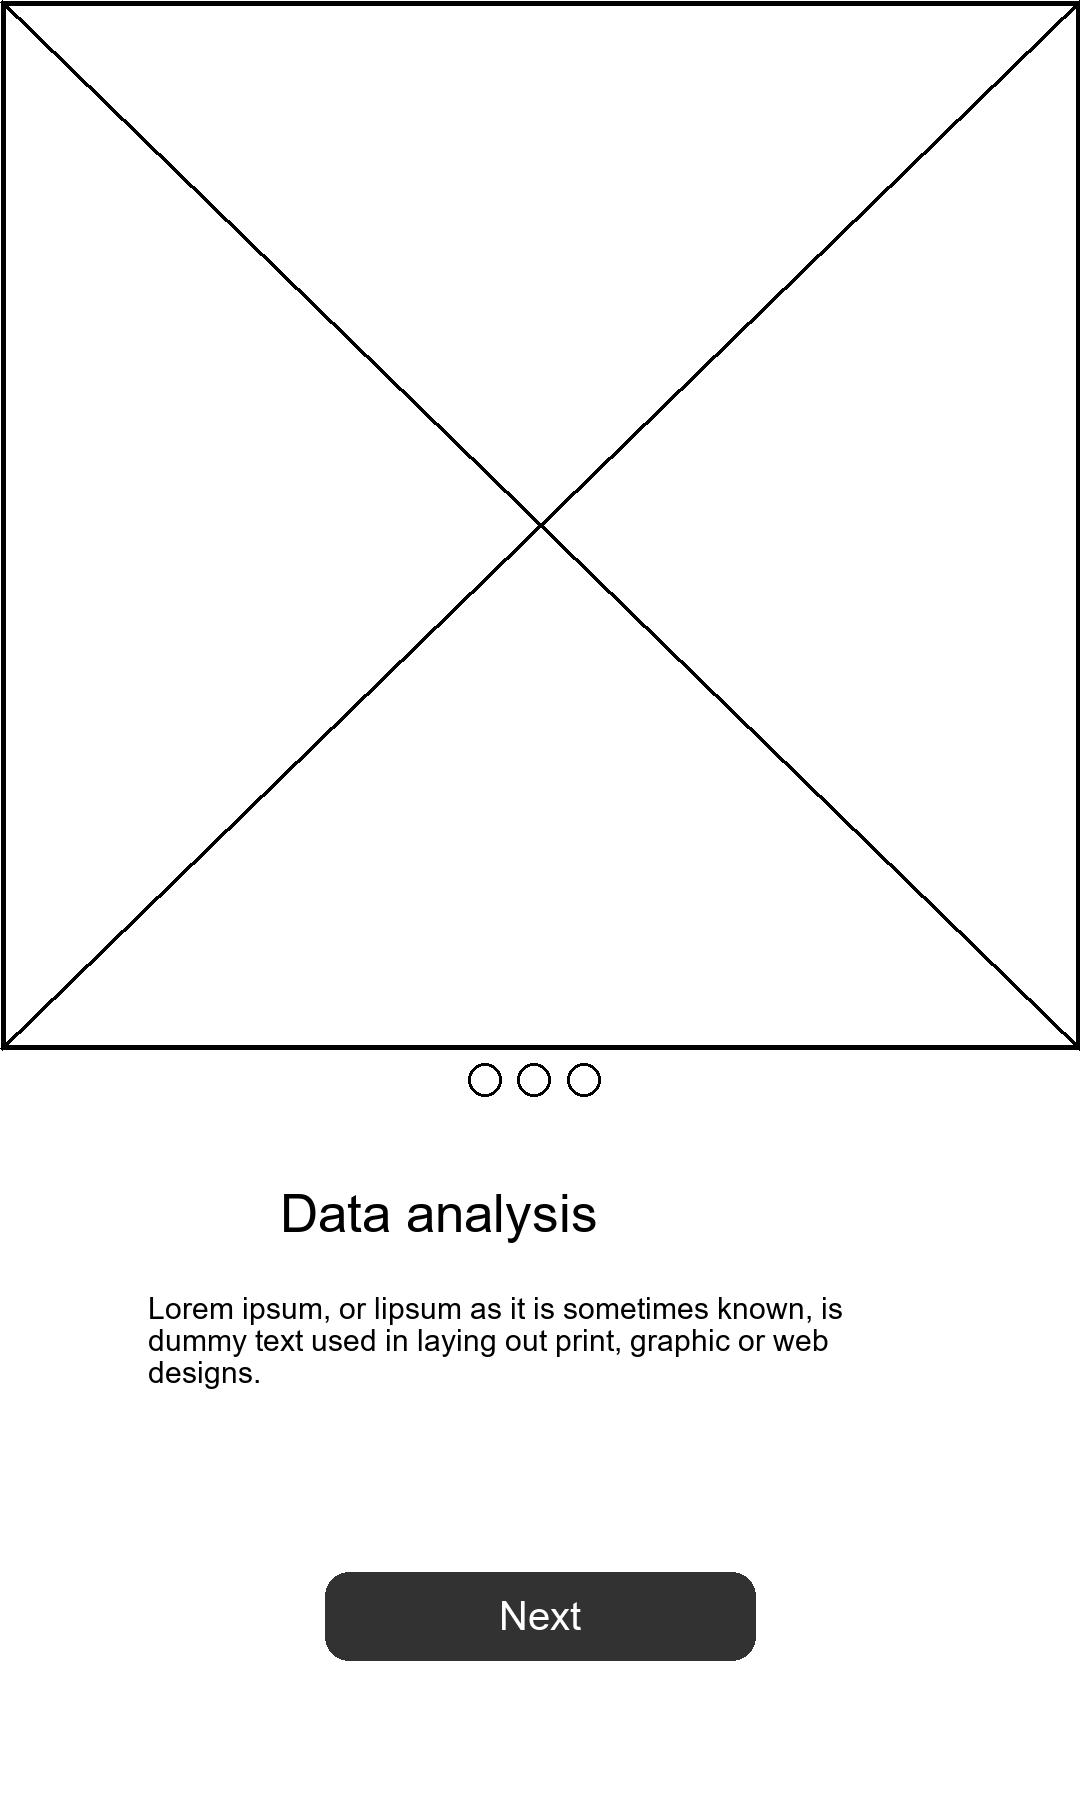 Data analysis
Lorem ipsum, or lipsum as it is sometimes known, is
dummy text used in laying out print, graphic or web
designs.
Next